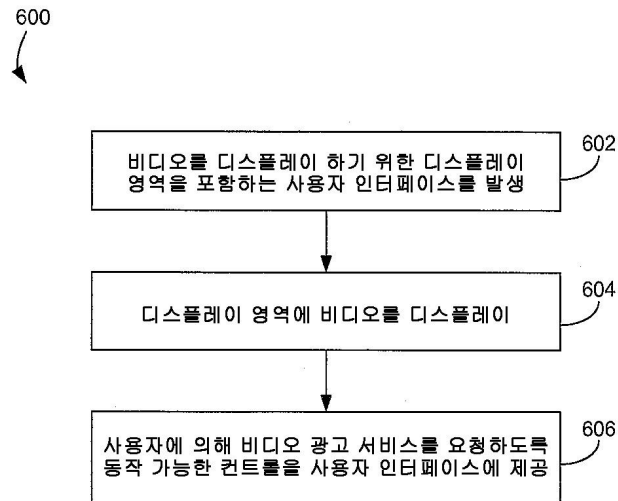 600
비디오를 디스플레이 하기 위한 디스플레이
영역을 포함하는 사용자 인터페이스를 발생
602
디스플레이 영역에 비디오를 디스플레이
604
사용자에 의해 비디오 광고 서비스를 요청하도록
동작 가능한 컨트롤을 사용자 인터페이스에 제공
606